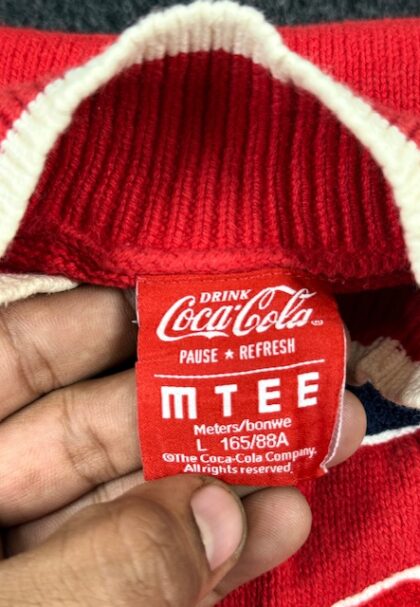 DRINK
Coca-Cola
PAUSE ★ REFRESH
MTEE
Meters/bonwe
L 165/88A
©The Coca-Cola Company.
All rights reserved.